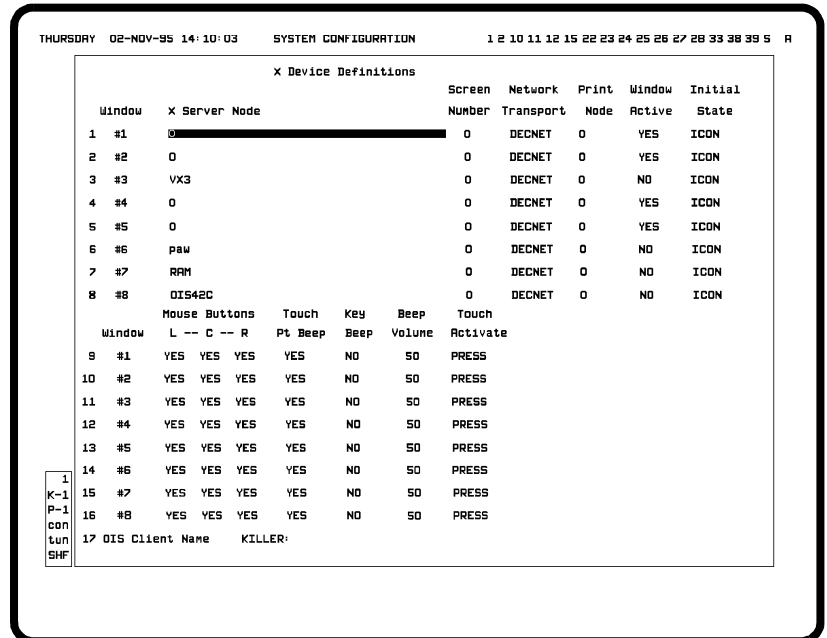 THURSDAY 02-NOV-95 14:10:03 SYSTEM CONFIGURATION 1 2 10 11 12 15 22 23 24 25 26 27 28 33 38 39 S A
X Device Definitions
Screen Network Print Window Initial
Window X Server Node Number Transport Node Active State
1 #1 0 0 DECNET 0 YES ICON
2 #2 0 0 DECNET 0 YES ICON
3 #3 VX3 0 DECNET 0 NO ICON
4 #4 0 0 DECNET 0 YES ICON
5 #5 0 0 DECNET 0 YES ICON
6 #6 paw 0 DECNET 0 NO ICON
7 #7 RAM 0 DECNET 0 NO ICON
8 #8 OIS42C 0 DECNET 0 NO ICON
Mouse Buttons Touch Key Beep Touch
Window L -- C -- R Pt Beep Beep Volume Activate
9 #1 YES YES YES YES NO 50 PRESS
10 #2 YES YES YES YES NO 50 PRESS
11 #3 YES YES YES YES NO 50 PRESS
12 #4 YES YES YES YES NO 50 PRESS
13 #5 YES YES YES YES NO 50 PRESS
14 #6 YES YES YES YES NO 50 PRESS
15 #7 YES YES YES YES NO 50 PRESS
16 #8 YES YES YES YES NO 50 PRESS
17 OIS Client Name KILLER:
1
K-1
P-1
con
tun
SHF